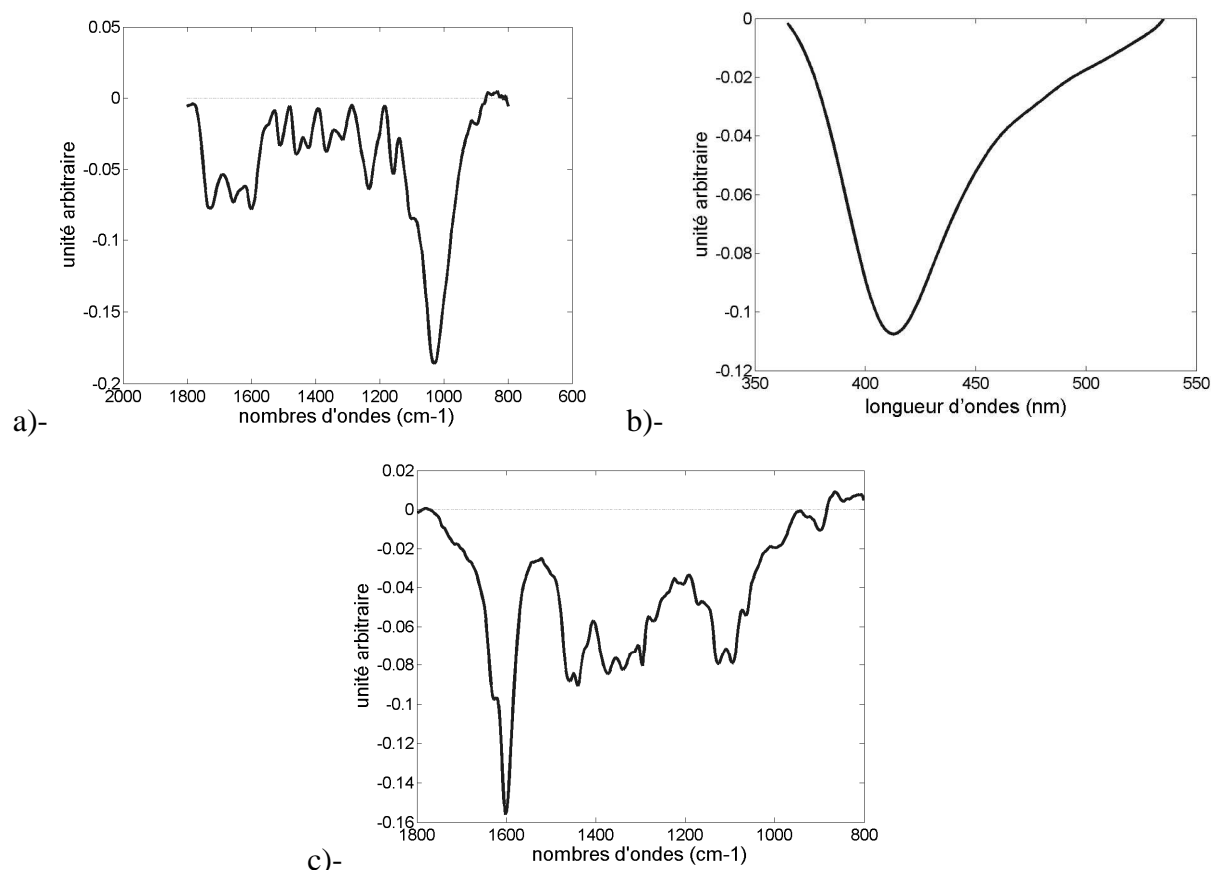 0.05
0
-0.05
-0.1
-0.15
-0.2
unité arbitraire
2000 1800 1600 1400 1200 1000 800 600
nombres d'ondes (cm-1)
a)-
0
-0.02
-0.04
-0.06
-0.08
-0.1
-0.12
unité arbitraire
350 400 450 500 550
longueur d'ondes (nm)
b)-
0.02
0
-0.02
-0.04
-0.06
-0.08
-0.1
-0.12
-0.14
-0.16
unité arbitraire
1800 1600 1400 1200 1000 800
nombres d'ondes (cm-1)
c)-